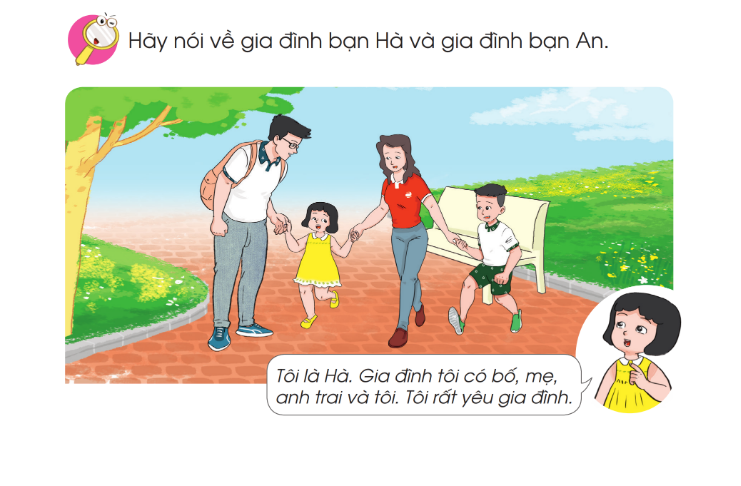 Hãy nói về gia đình bạn Hà và gia đình bạn An.
Tôi là Hà. Gia đình tôi có bố, mẹ,
anh trai và tôi. Tôi rất yêu gia đình.